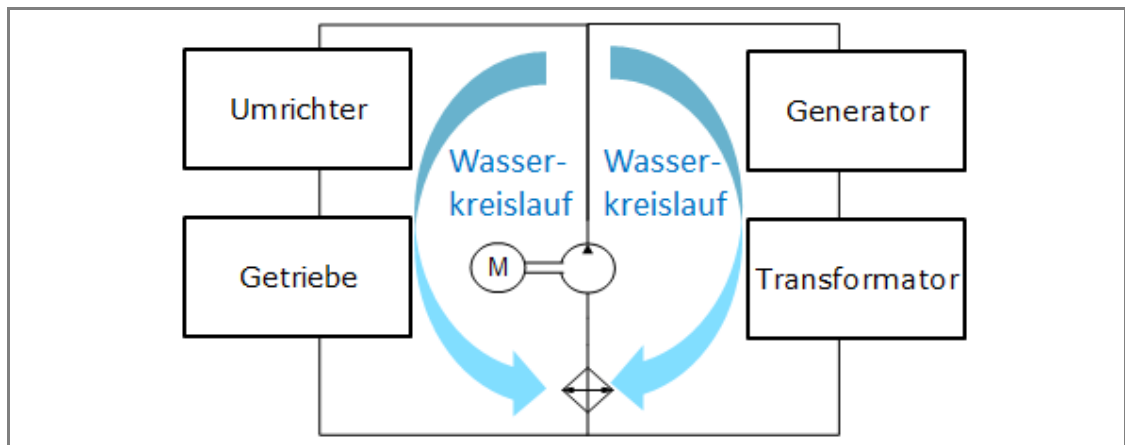 Umrichter
Generator
Wasser-
kreislauf
Wasser-
kreislauf
Getriebe
M
Transformator